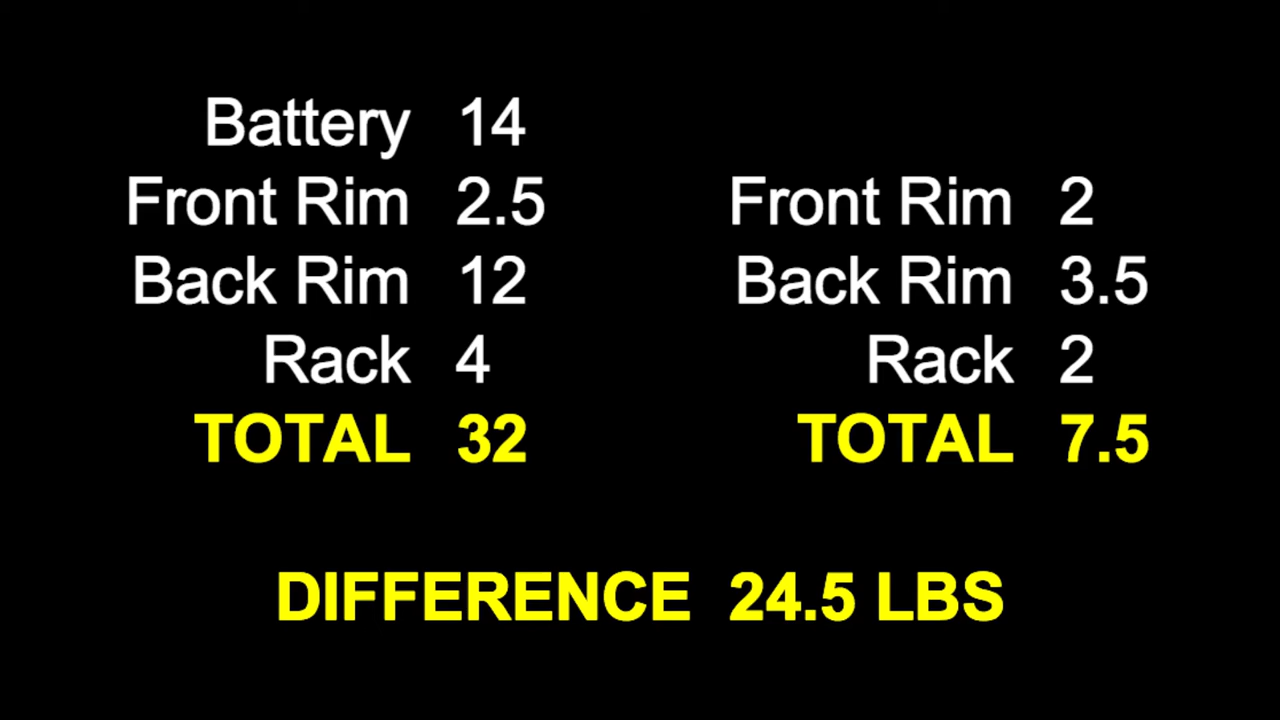 Battery 14
Front Rim 2.5 Front Rim 2
Back Rim 12 Back Rim 3.5
Rack 4 Rack 2
TOTAL 32 TOTAL 7.5
DIFFERENCE 24.5 LBS